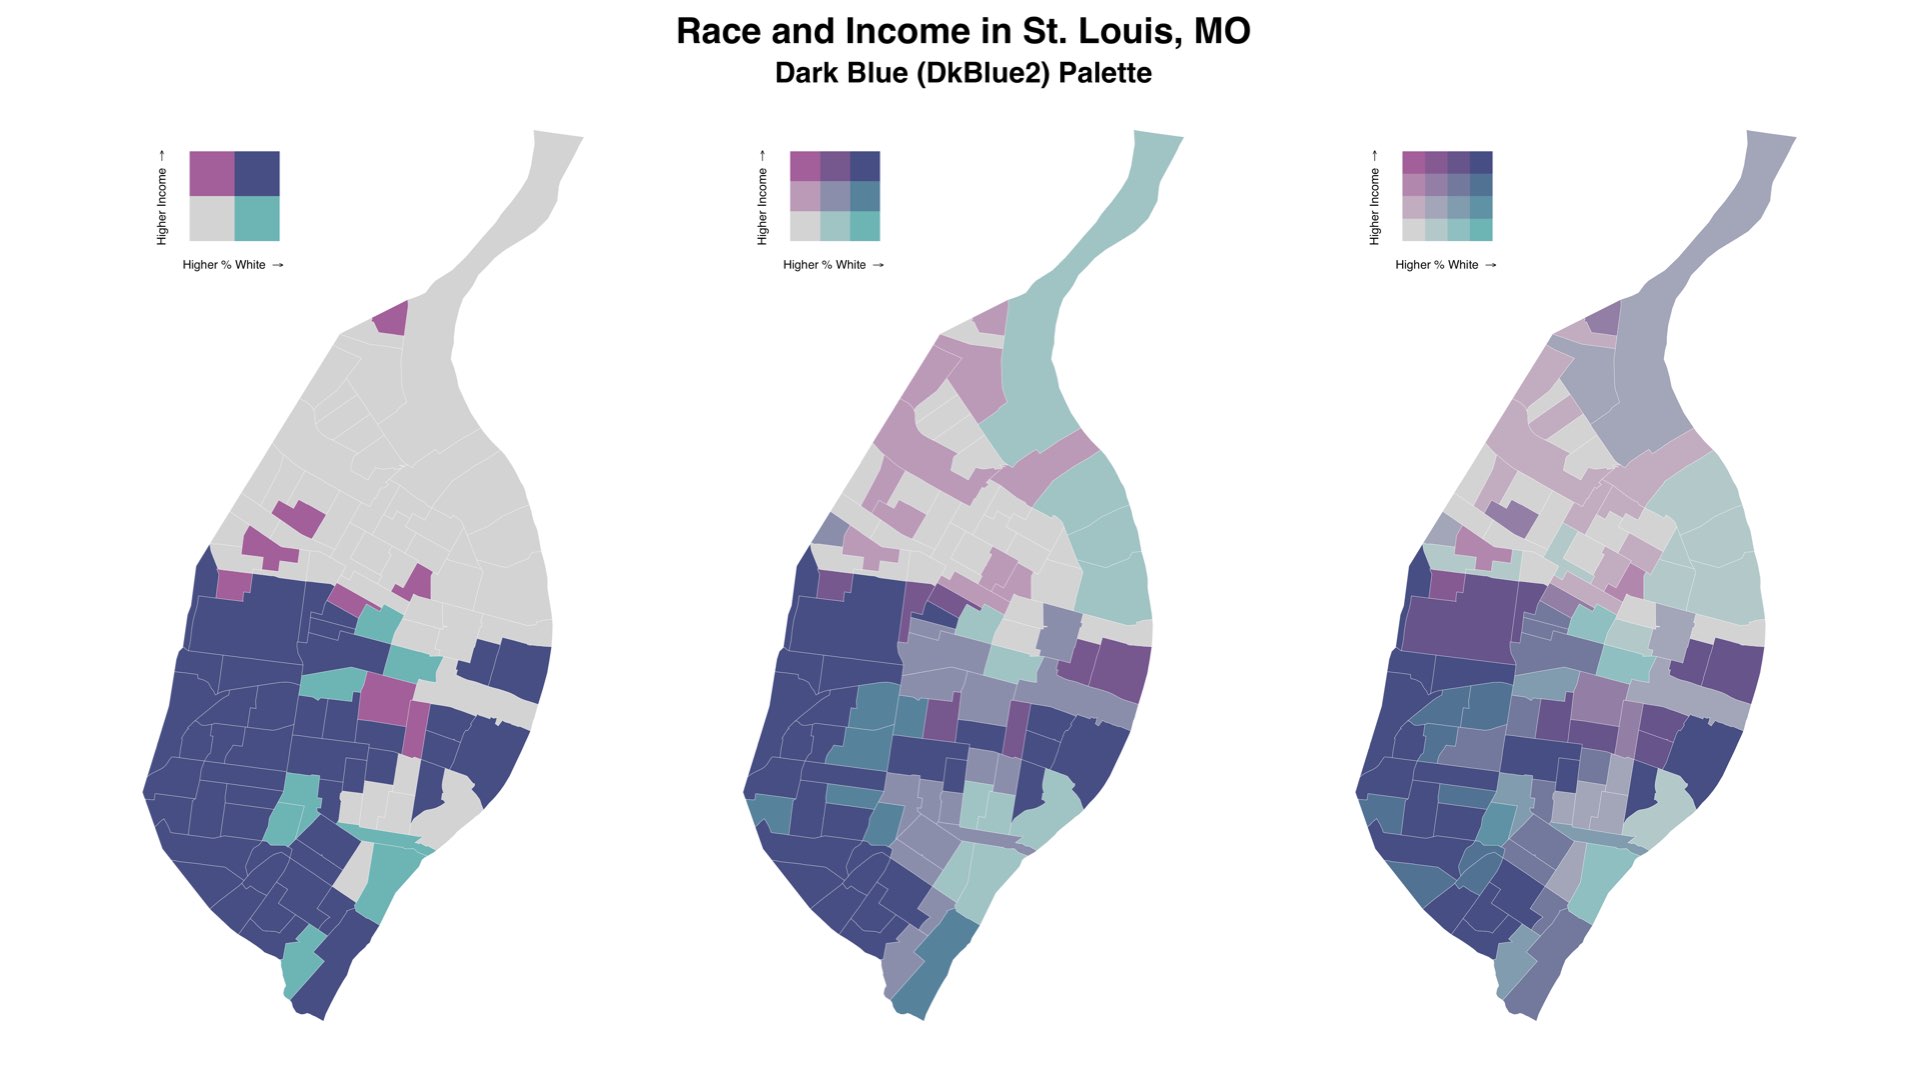 Race and Income in St. Louis, MO
Dark Blue (DkBlue2) Palette
Higher Income →
Higher % White →
Higher Income →
Higher % White →
Higher Income →
Higher % White →